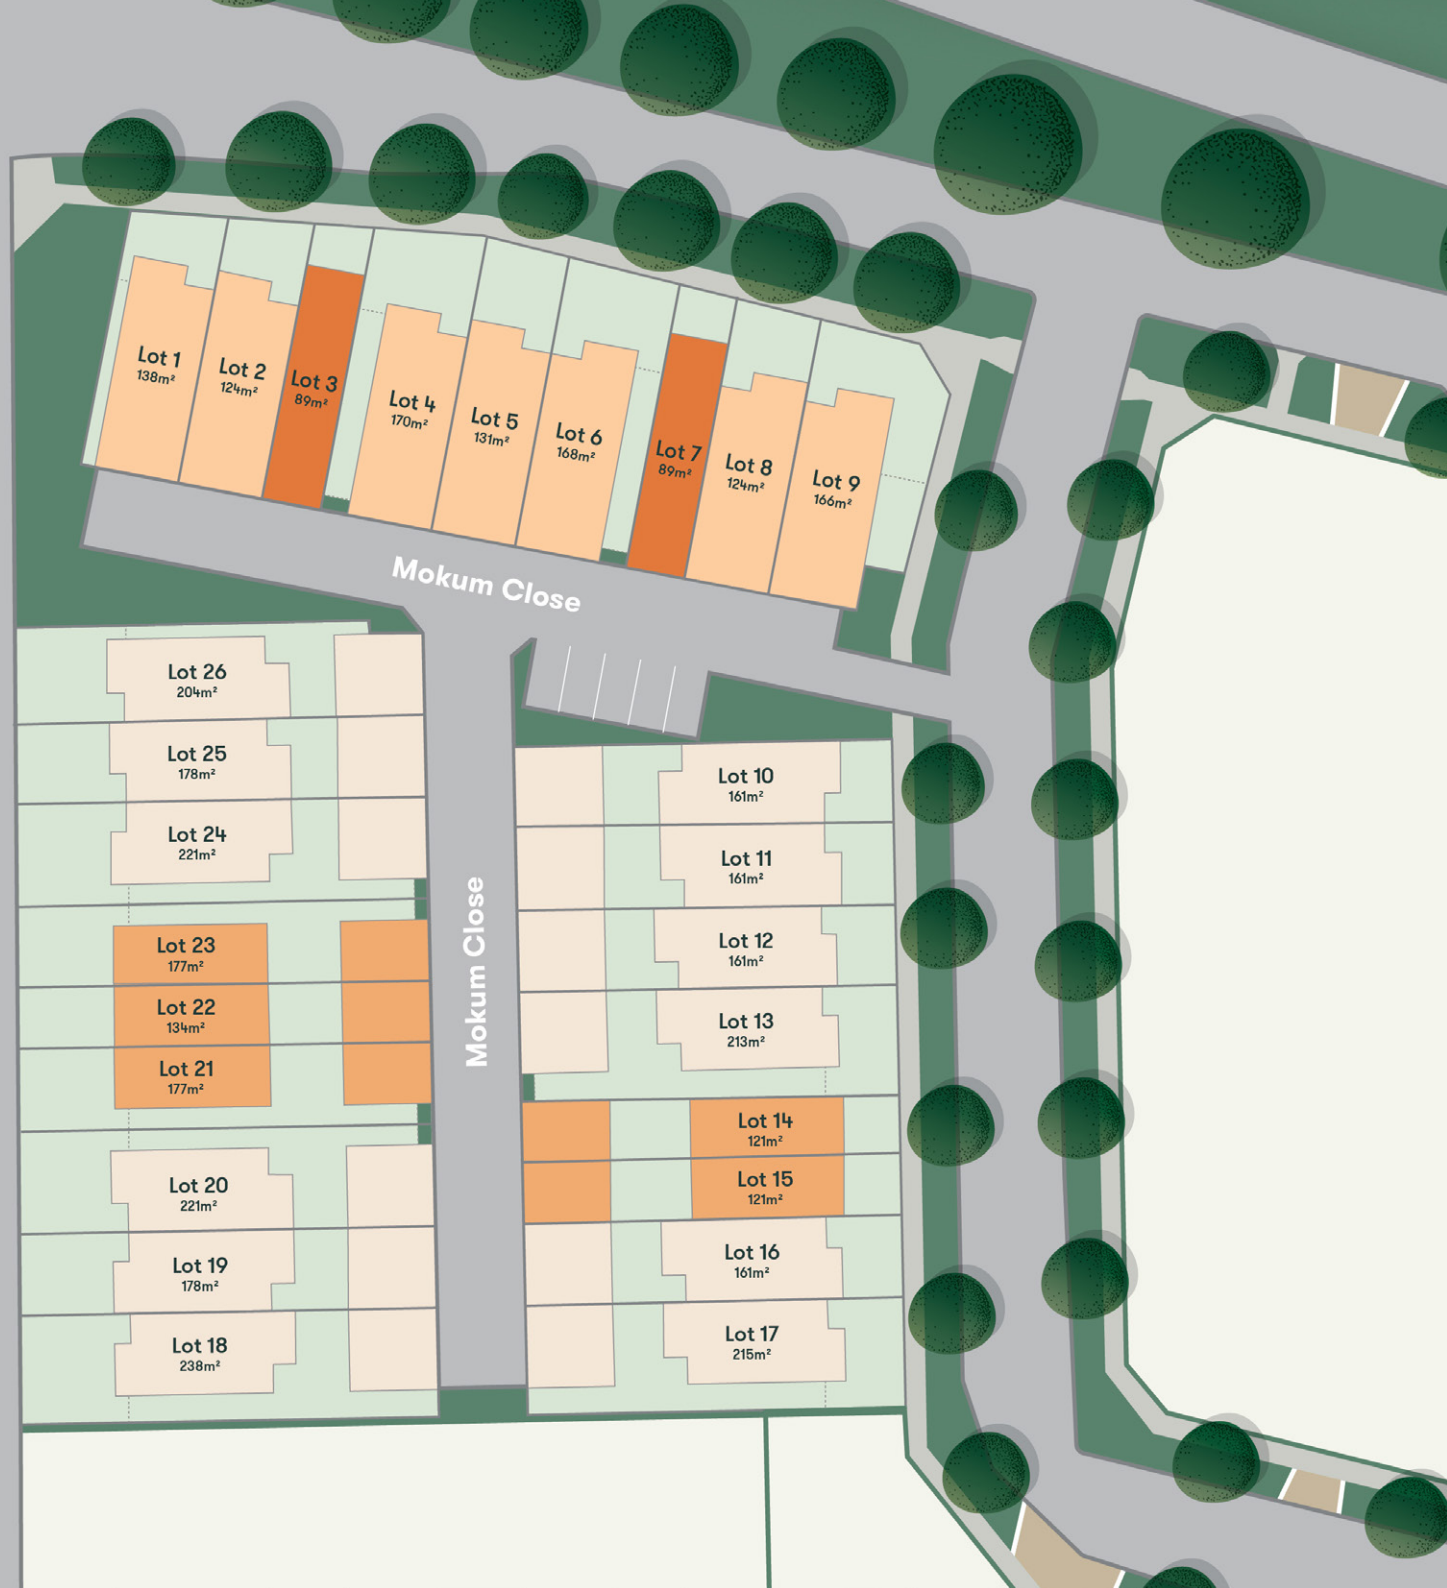 Lot 1
138m²
Lot 2
124m²
Lot 3
89m²
Lot 4
170m²
Lot 5
131m²
Lot 6
168m²
Lot 7
89m²
Lot 8
124m²
Lot 9
166m²
Mokum Close
Lot 26
204m²
Lot 25
178m²
Lot 24
221m²
Lot 23
177m²
Lot 22
134m²
Lot 21
177m²
Lot 20
221m²
Lot 19
178m²
Lot 18
238m²
Mokum Close
Lot 10
161m²
Lot 11
161m²
Lot 12
161m²
Lot 13
213m²
Lot 14
121m²
Lot 15
121m²
Lot 16
161m²
Lot 17
215m²